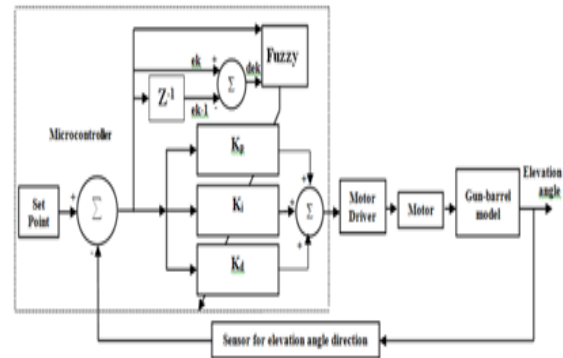 Fuzzy
ek
+
Σ
dek
-
Z-1
ek-1
Microcontroller
Kp
Set
Point
+
Σ
-
Ki
Kd
+
+
+
Σ
Motor
Driver
Motor
Gun-barrel
model
Elevation
angle
Sensor for elevation angle direction